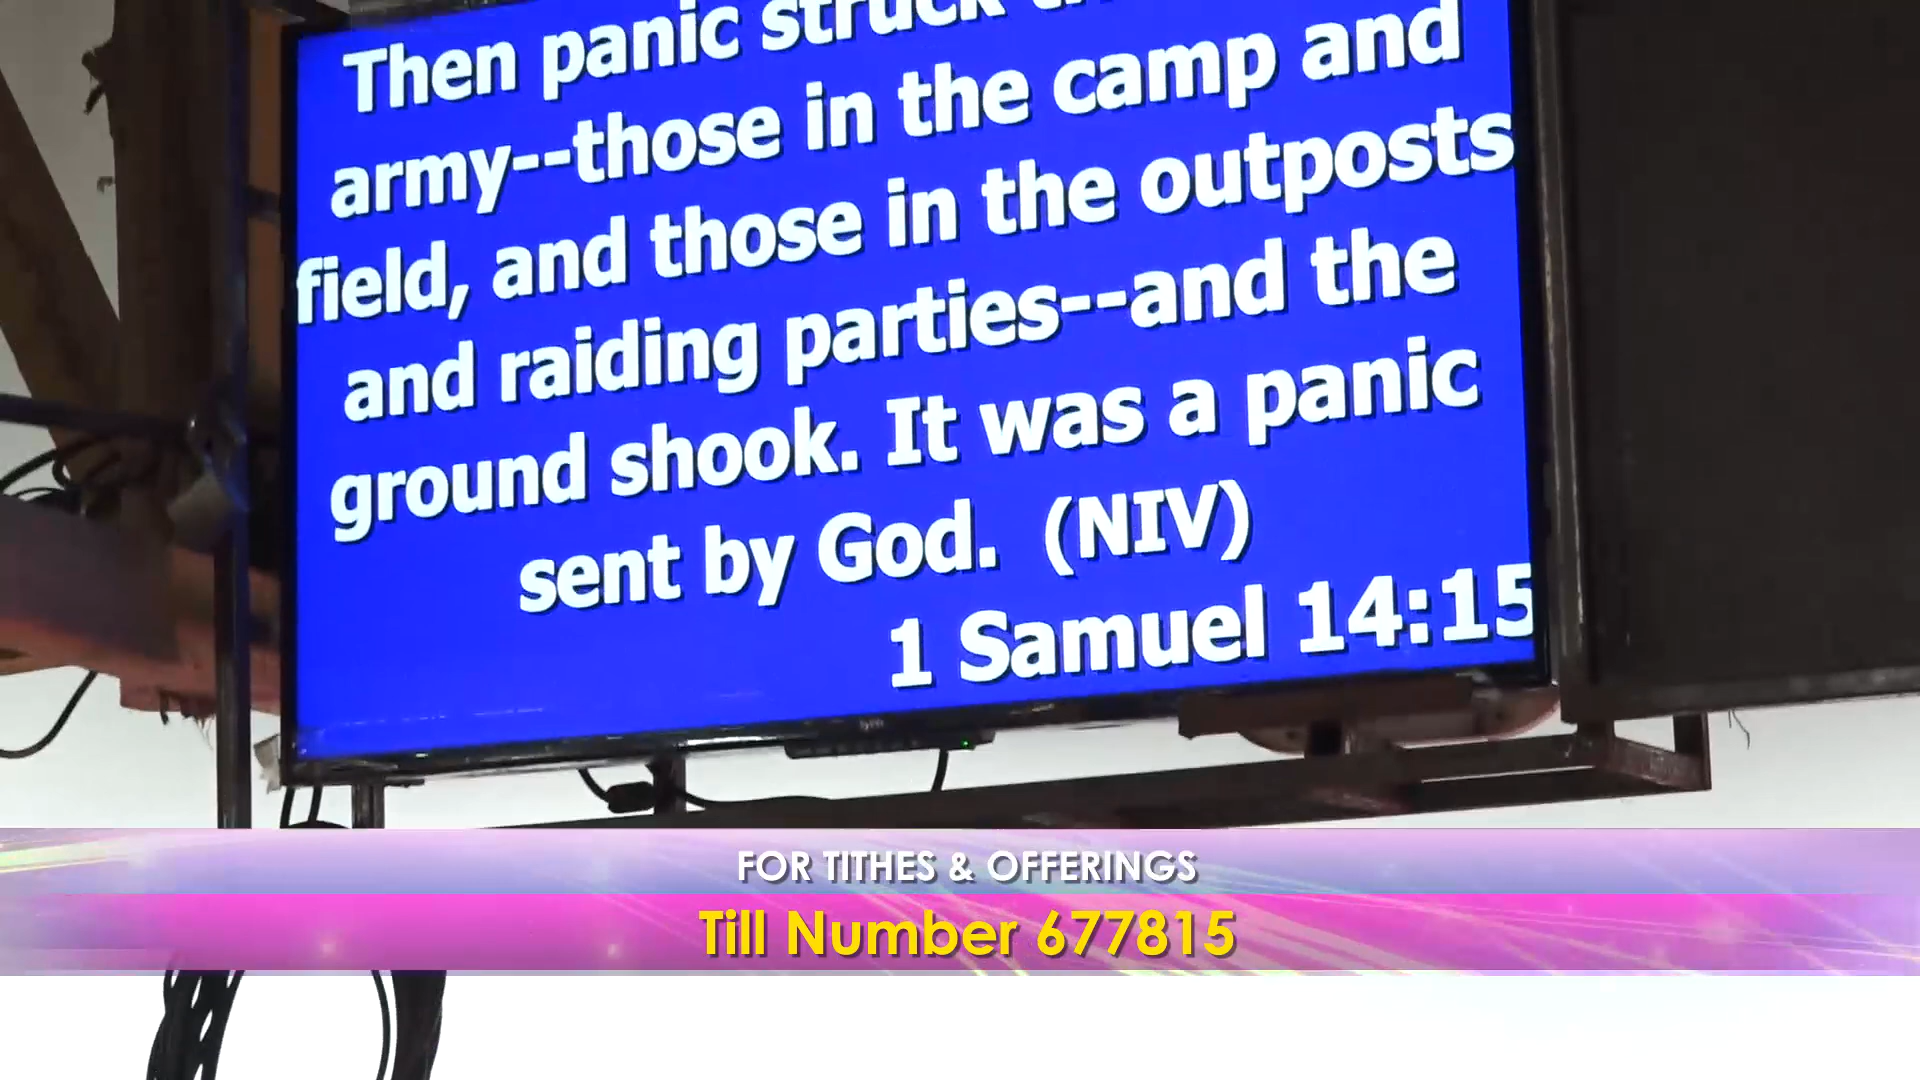 Then panic struck
army--those in the camp and
field, and those in the outposts
and raiding parties--and the
ground shook. It was a panic
sent by God. (NIV)
1 Samuel 14:15
FOR TITHES & OFFERINGS
Till Number 677815